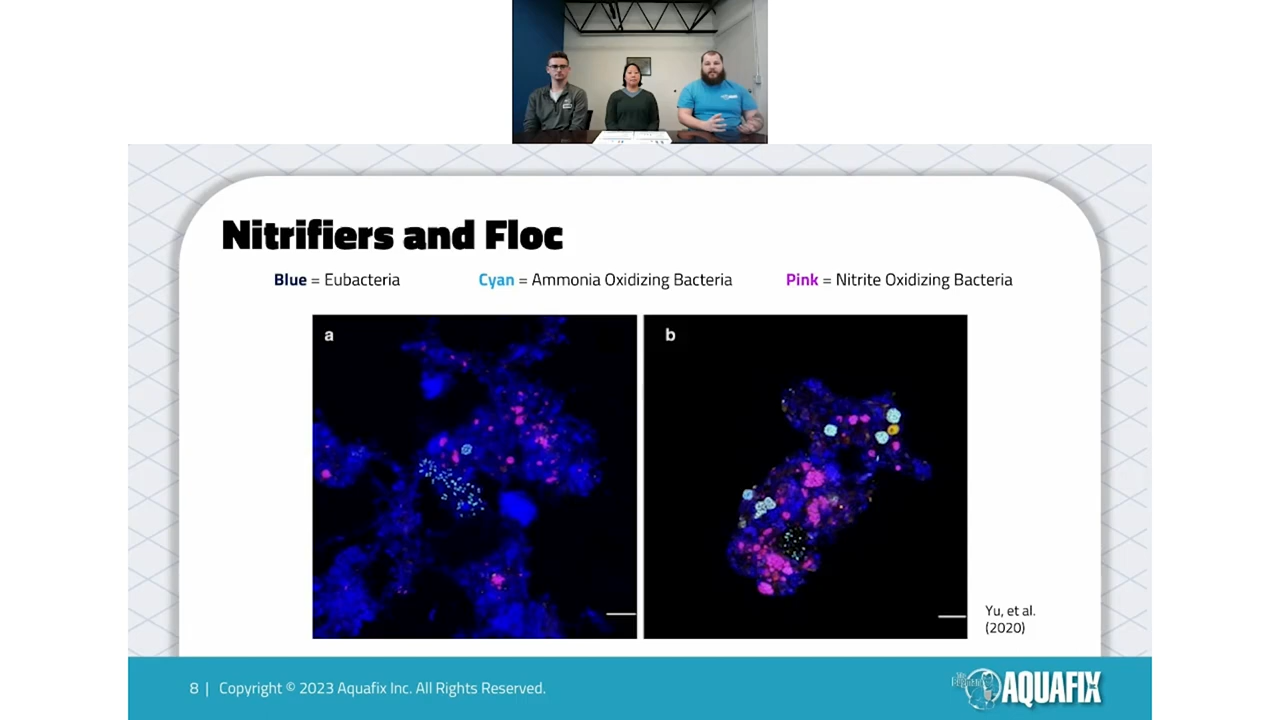 Nitrifiers and Floc
Blue = Eubacteria
Cyan = Ammonia Oxidizing Bacteria
Pink = Nitrite Oxidizing Bacteria
a
b
Yu, et al.
(2020)
8 | Copyright © 2023 Aquafix Inc. All Rights Reserved.
AQUAFIX